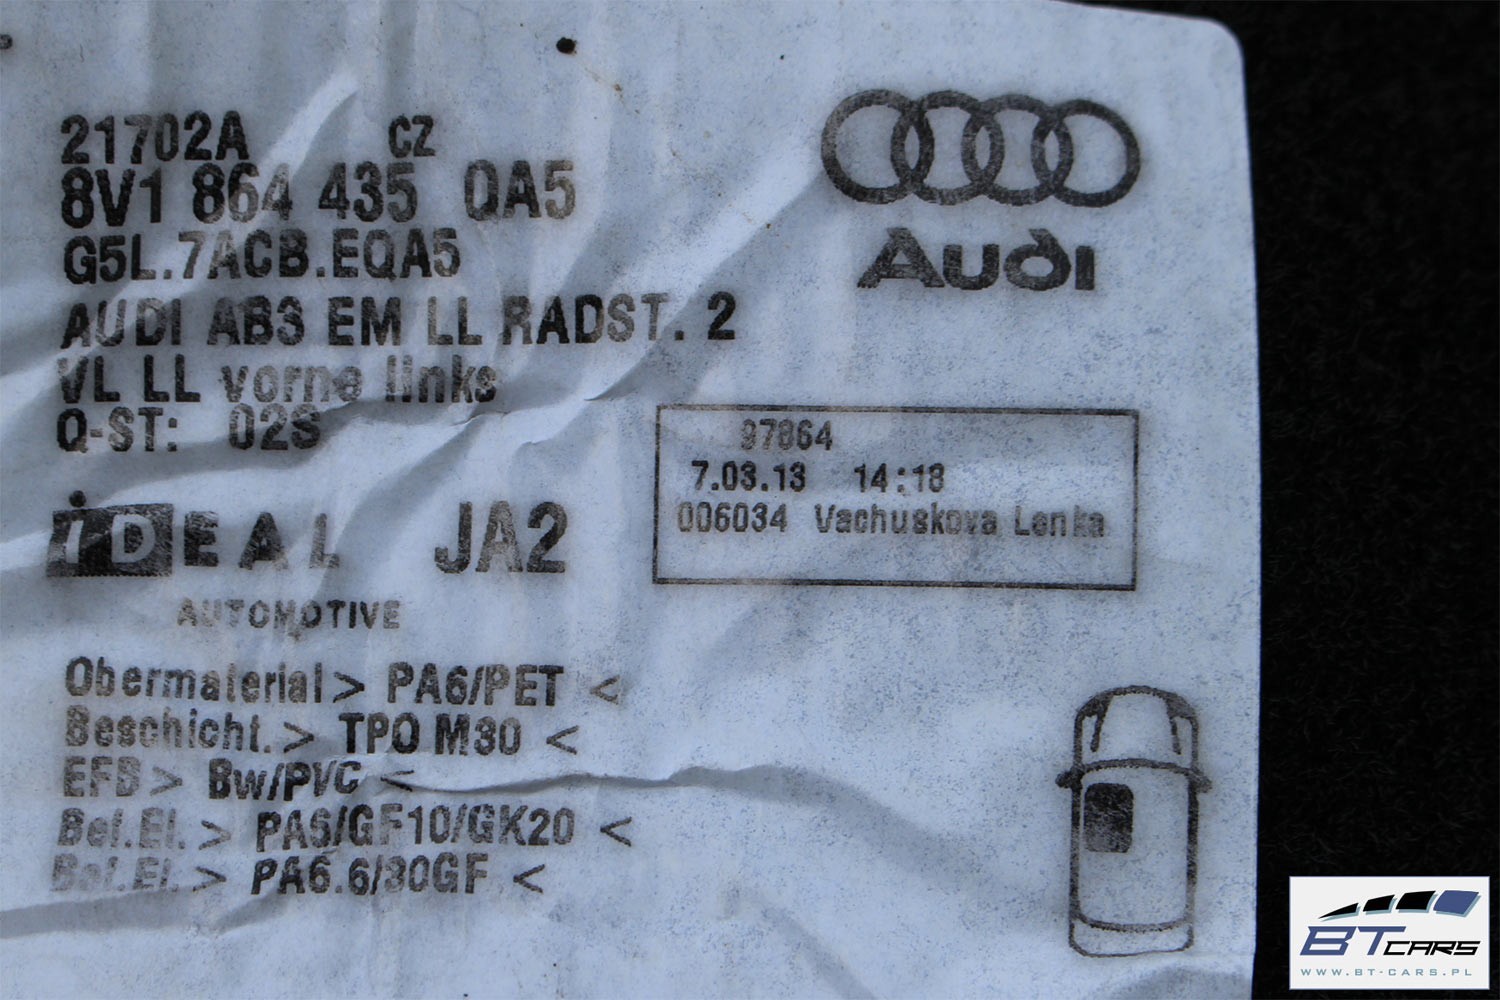 21702A CZ
8V1 864 435 QA5
G5L.7ACB.EQA5
AUDI AB3 EM LL RADST. 2
VL LL vorne links
Q-ST: 02S
Audi
97864
7.03.13 14:18
006034 Vachuskova Lenka
iDEAL JA2
AUTOMOTIVE
Obermaterial> PA6/PET <
Beschicht.> TPO M30 <
EFB> Bw/PVC <
Bef.El.> PA6/GF10/GK20 <
Bef.El.> PA6.6/30GF <
BT CARS
WWW.BT-CARS.PL